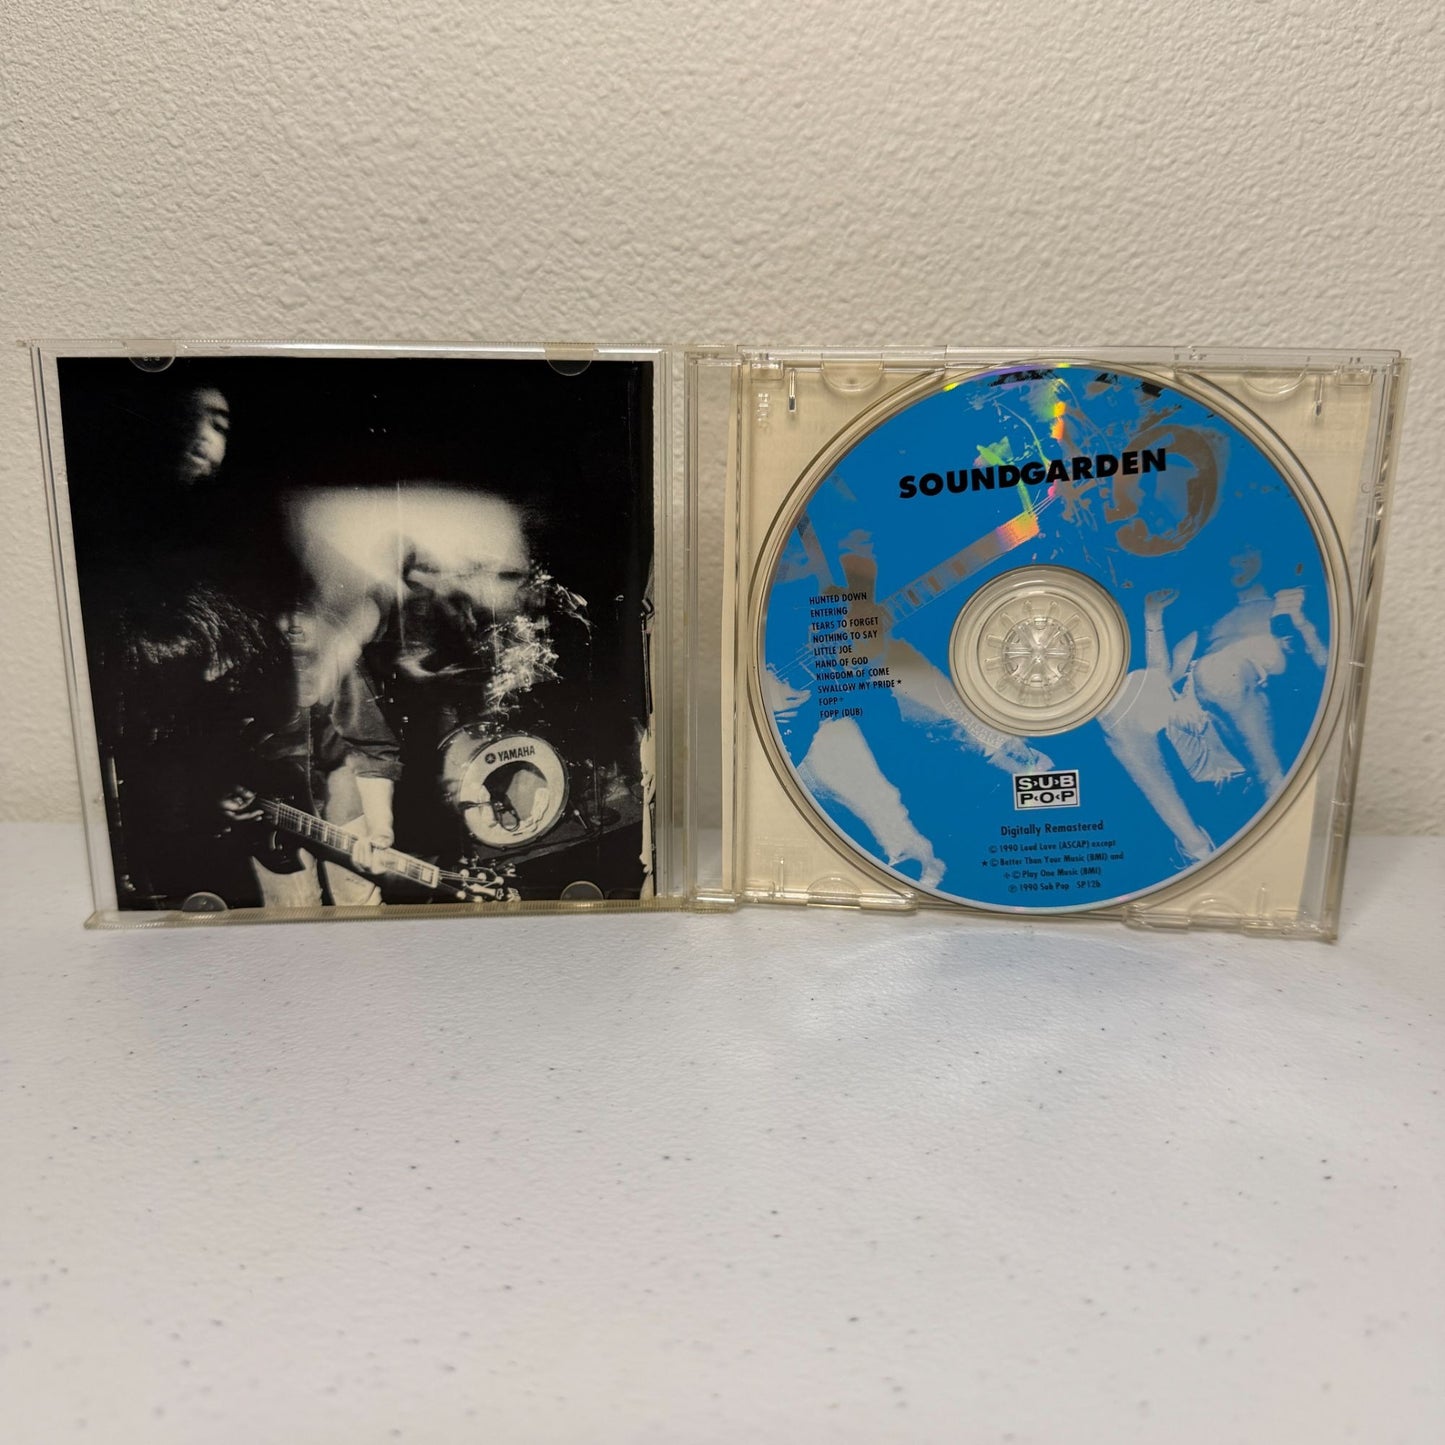 YAMAHA
SOUNDGARDEN
HUNTED DOWN
ENTERING
TEARS TO FORGET
NOTHING TO SAY
LITTLE JOE
HAND OF GOD
KINGDOM OF COME
SWALLOW MY PRIDE ★
FOPP +
FOPP (DUB)
S•U•B
P•O•P
Digitally Remastered
© 1990 Loud Love (ASCAP) except
★ © Better Than Your Music (BMI) and
+ © Play One Music (BMI)
℗ 1990 Sub Pop SP12b